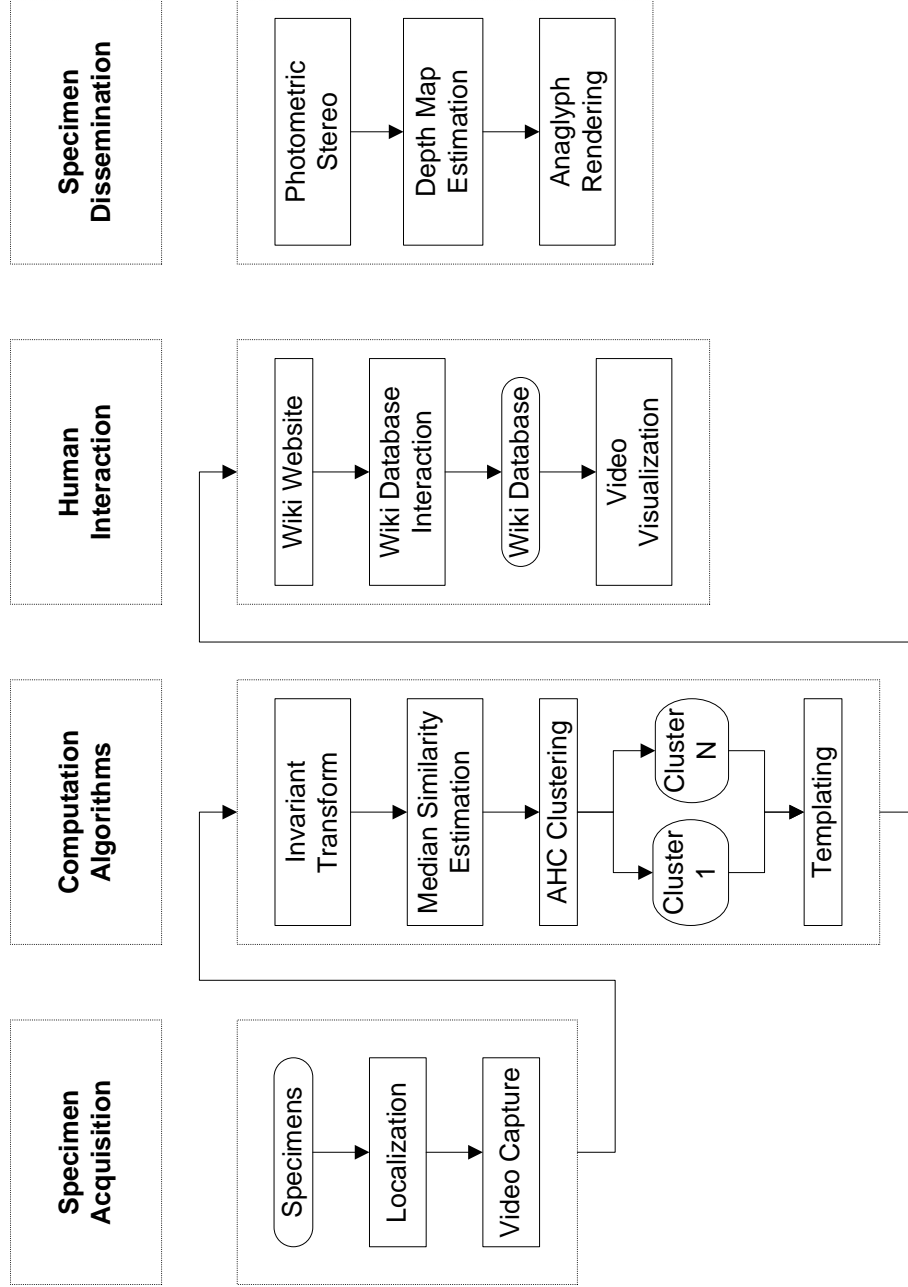 Specimen
Acquisition
Specimens
Localization
Video Capture
Computation
Algorithms
Invariant
Transform
Median Similarity
Estimation
AHC Clustering
Cluster
1
Cluster
N
Templating
Human
Interaction
Wiki Website
Wiki Database
Interaction
Wiki Database
Video
Visualization
Specimen
Dissemination
Photometric
Stereo
Depth Map
Estimation
Anaglyph
Rendering